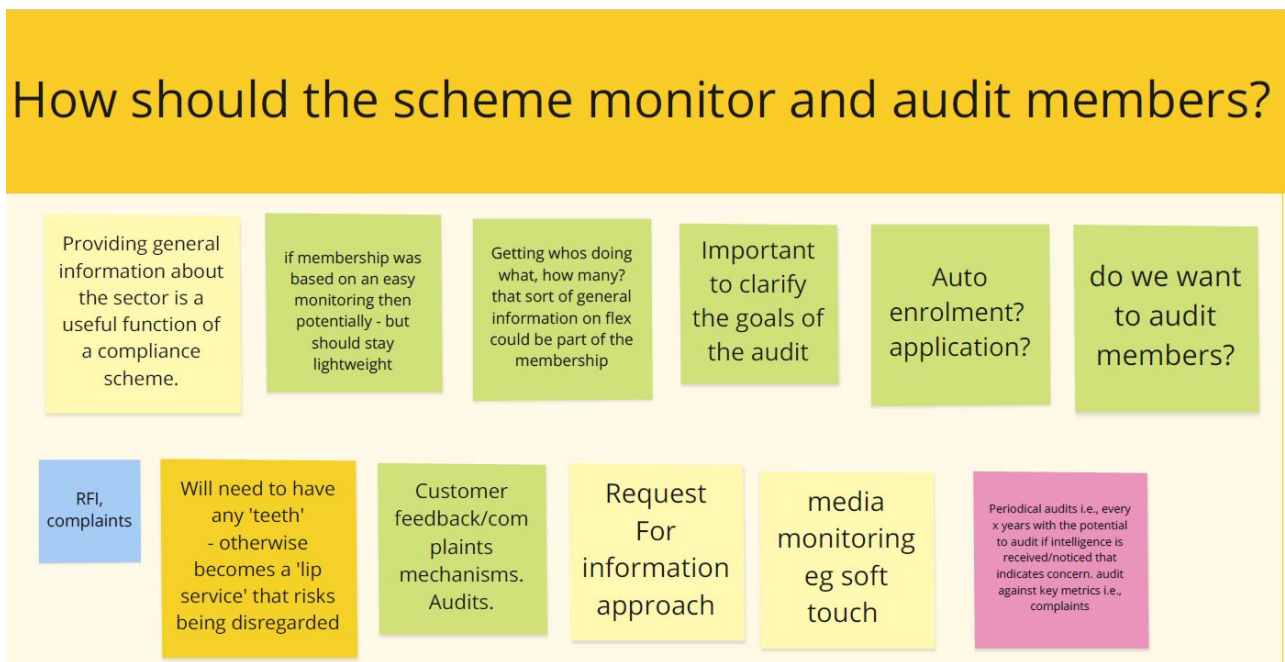 How should the scheme monitor and audit members?
Providing general
information about
the sector is a
useful function of
a compliance
scheme.
if membership was
based on an easy
monitoring then
potentially - but
should stay
lightweight
Getting whos doing
what, how many?
that sort of general
information on flex
could be part of the
membership
Important
to clarify
the goals of
the audit
Auto
enrolment?
application?
do we want
to audit
members?
RFI,
complaints
Will need to have
any 'teeth'
- otherwise
becomes a 'lip
service' that risks
being disregarded
Customer
feedback/com
plaints
mechanisms.
Audits.
Request
For
information
approach
media
monitoring
eg soft
touch
Periodical audits i.e., every
x years with the potential
to audit if intelligence is
received/noticed that
indicates concern. audit
against key metrics i.e.,
complaints